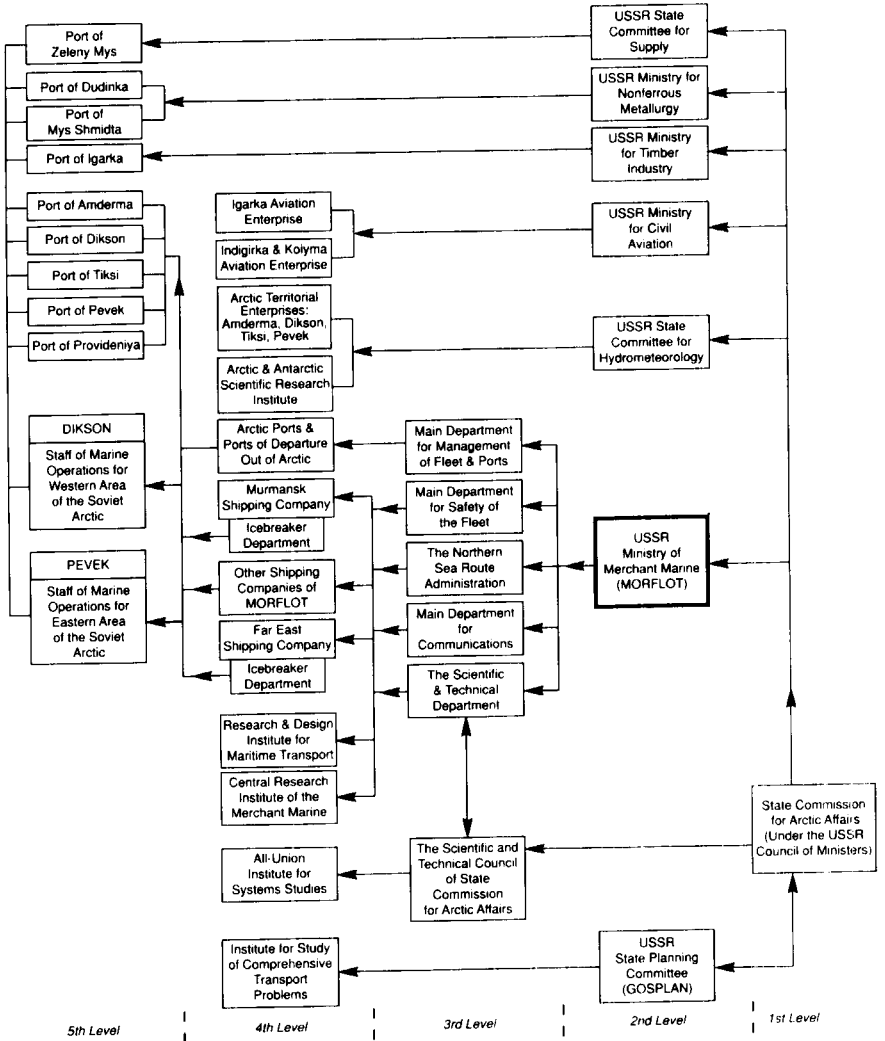 Port of
Zeleny Mys
Port of Dudinka
Port of
Mys Shmidta
Port of Igarka
Port of Amderma
Port of Dikson
Port of Tiksi
Port of Pevek
Port of Provideniya
DIKSON
Staff of Marine
Operations for
Western Area
of the Soviet
Arctic
PEVEK
Staff of Marine
Operations for
Eastern Area
of the Soviet
Arctic
Igarka Aviation
Enterprise
Indigirka & Kolyma
Aviation Enterprise
Arctic Territorial
Enterprises:
Amderma, Dikson,
Tiksi, Pevek
Arctic & Antarctic
Scientific Research
Institute
Arctic Ports &
Ports of Departure
Out of Arctic
Murmansk
Shipping Company
Icebreaker
Department
Other Shipping
Companies of
MORFLOT
Far East
Shipping Company
Icebreaker
Department
Research & Design
Institute for
Maritime Transport
Central Research
Institute of the
Merchant Marine
All-Union
Institute for
Systems Studies
Institute for Study
of Comprehensive
Transport
Problems
Main Department
for Management
of Fleet & Ports
Main Department
for Safety of
the Fleet
The Northern
Sea Route
Administration
Main Department
for
Communications
The Scientific
& Technical
Department
The Scientific and
Technical Council
of State
Commission
for Arctic Affairs
USSR State
Committee for
Supply
USSR Ministry for
Nonferrous
Metallurgy
USSR Ministry
for Timber
Industry
USSR Ministry
for Civil
Aviation
USSR State
Committee for
Hydrometeorology
USSR
Ministry of
Merchant Marine
(MORFLOT)
USSR
State Planning
Committee
(GOSPLAN)
State Commission
for Arctic Affairs
(Under the USSR
Council of Ministers)
5th Level
4th Level
3rd Level
2nd Level
1st Level